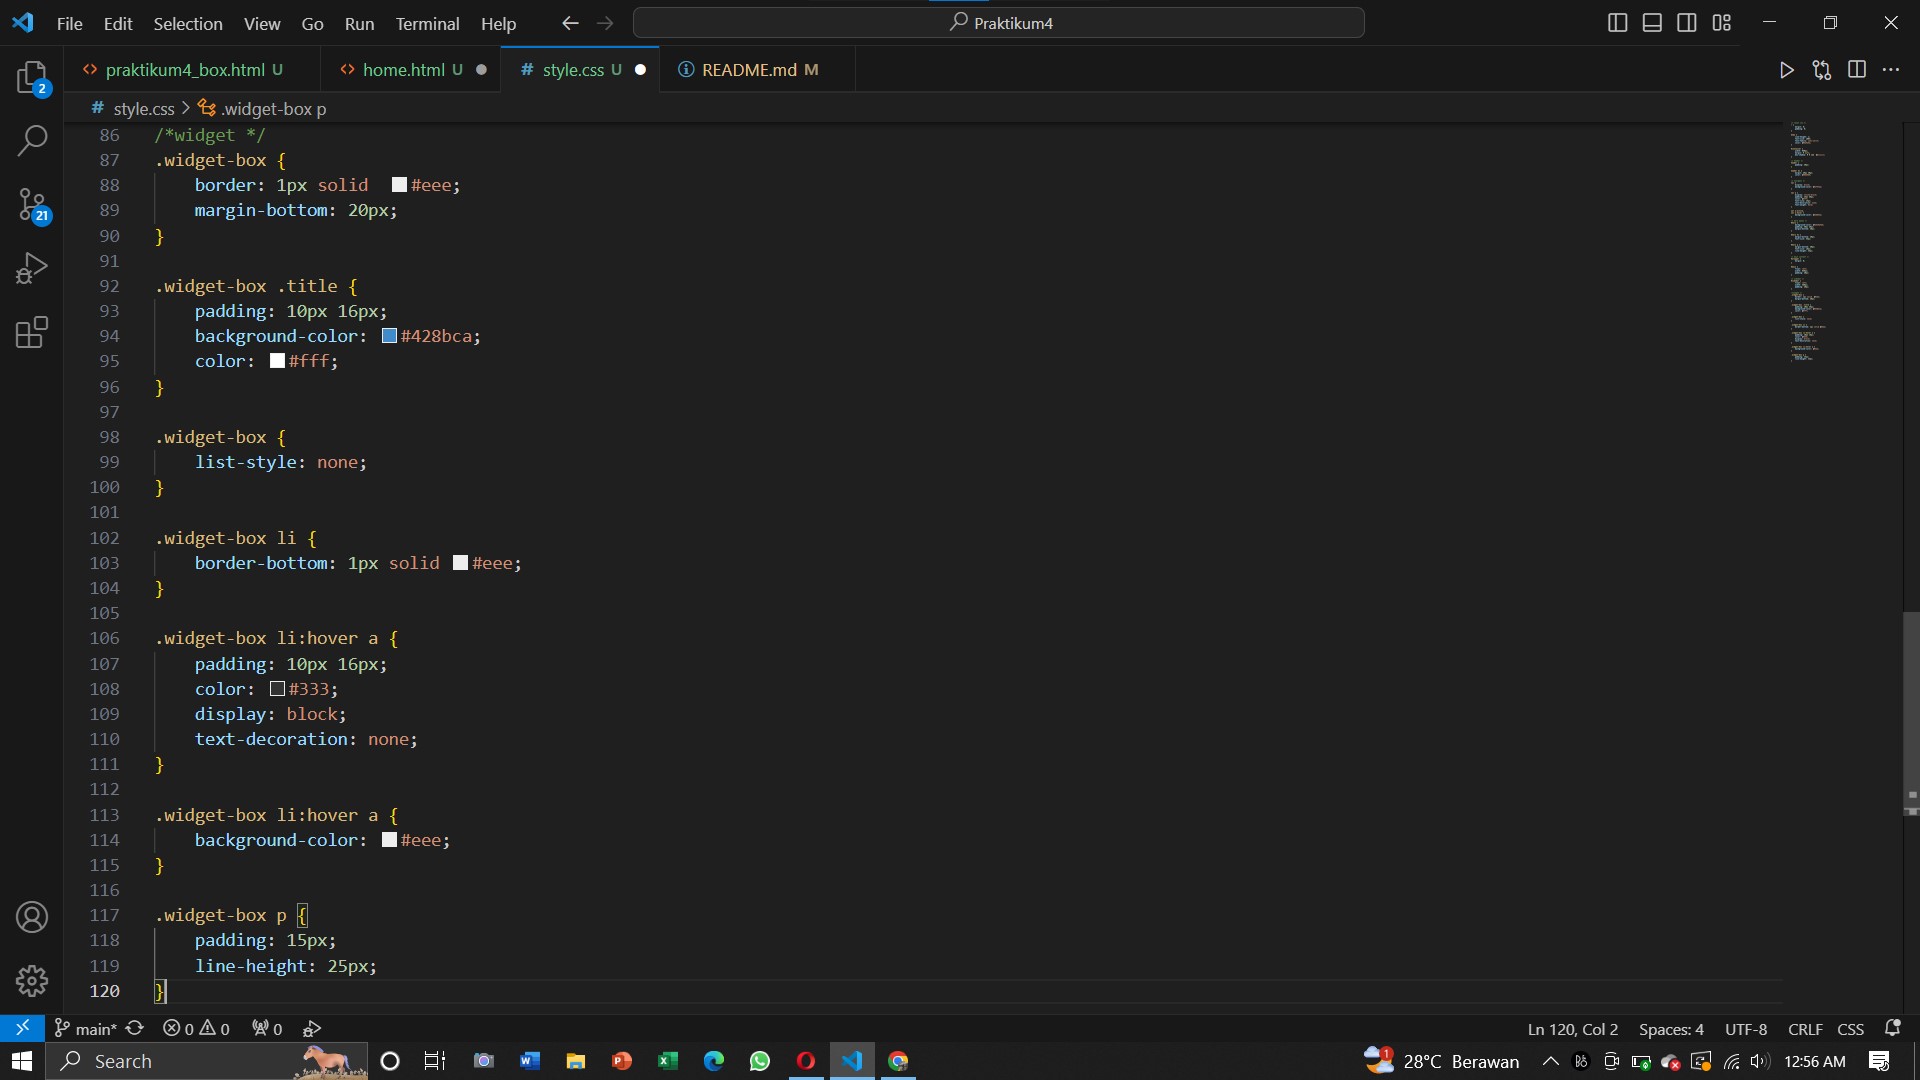 File Edit Selection View Go Run Terminal Help Praktikum4
praktikum4_box.html U home.html U # style.css U README.md M
# style.css > .widget-box p
2
21
86 /*widget */
87 .widget-box {
88 border: 1px solid #eee;
89 margin-bottom: 20px;
90 }
91
92 .widget-box .title {
93 padding: 10px 16px;
94 background-color: #428bca;
95 color: #fff;
96 }
97
98 .widget-box {
99 list-style: none;
100 }
101
102 .widget-box li {
103 border-bottom: 1px solid #eee;
104 }
105
106 .widget-box li:hover a {
107 padding: 10px 16px;
108 color: #333;
109 display: block;
110 text-decoration: none;
111 }
112
113 .widget-box li:hover a {
114 background-color: #eee;
115 }
116
117 .widget-box p {
118 padding: 15px;
119 line-height: 25px;
120 }
main* 0 0 0 Ln 120, Col 2 Spaces: 4 UTF-8 CRLF CSS
Search 1 28°C Berawan 12:56 AM